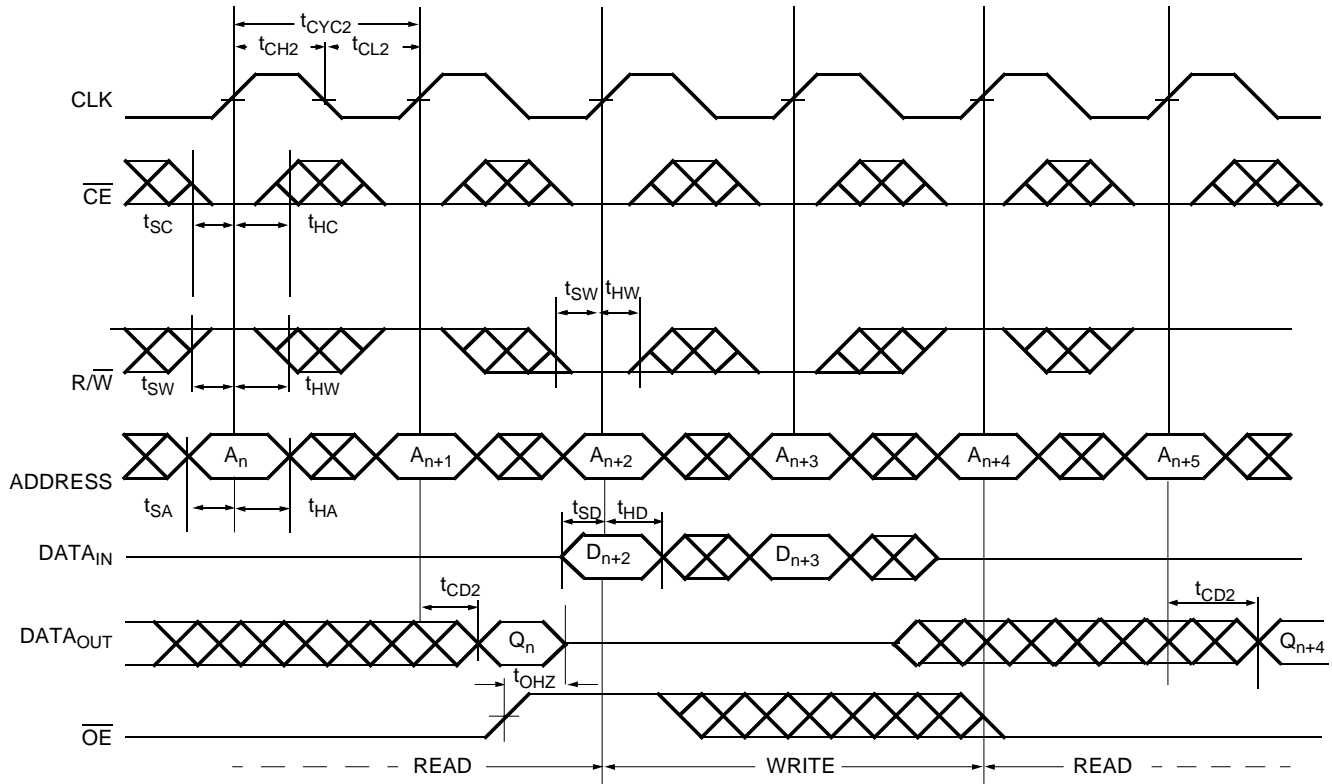 tCYC2
tCH2 tCL2
CLK
CE
tSC tHC
tSW tHW
R/W
tSW tHW
An An+1 An+2 An+3 An+4 An+5
ADDRESS
tSA tHA
tSD tHD
DATAIN
Dn+2 Dn+3
tCD2 tCD2
DATAOUT
Qn Qn+4
tOHZ
OE
READ WRITE READ